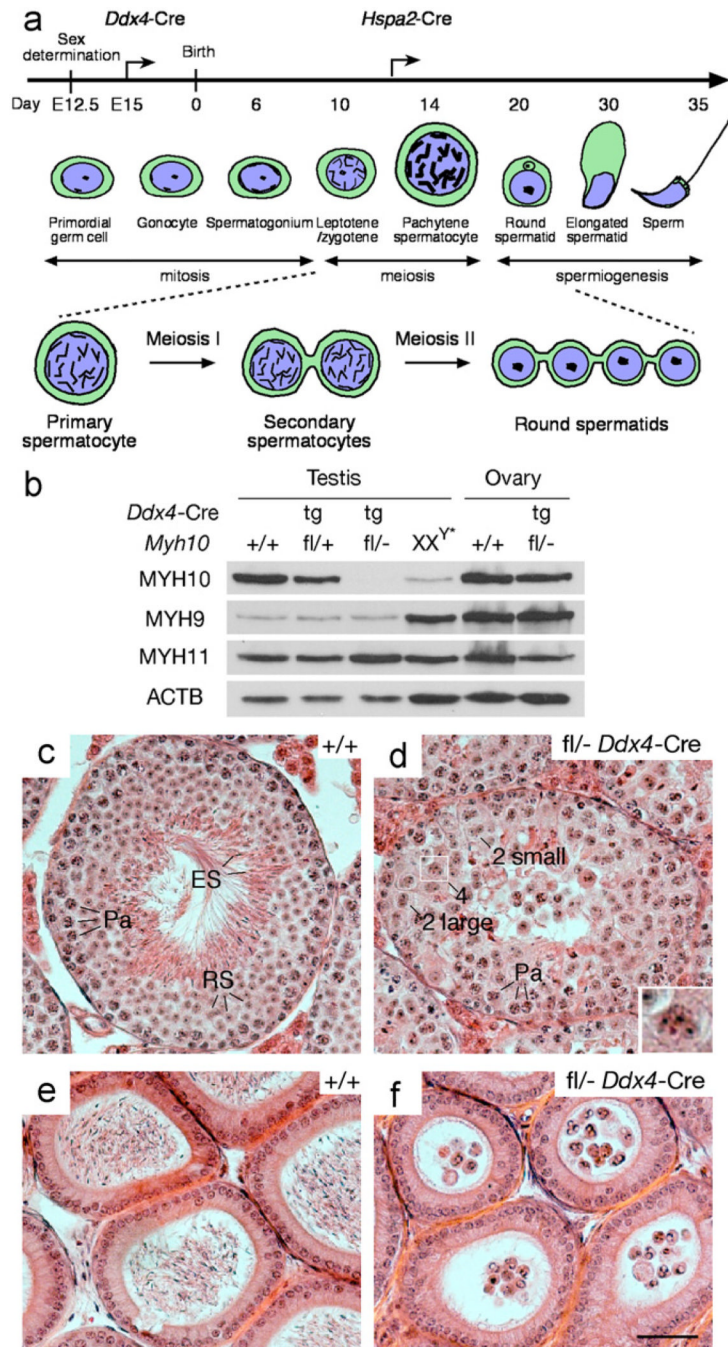 a
Ddx4-Cre Hspa2-Cre
Sex determination Birth
Day E12.5 E15 0 6 10 14 20 30 35
Primordial germ cell Gonocyte Spermatogonium Leptotene/zygotene Pachytene spermatocyte Round spermatid Elongated spermatid Sperm
mitosis meiosis spermiogenesis
Meiosis I Meiosis II
Primary spermatocyte Secondary spermatocytes Round spermatids
b
Testis Ovary
Ddx4-Cre tg tg tg
Myh10 +/+ fl/+ fl/- XXY* +/+ fl/-
MYH10
MYH9
MYH11
ACTB
c +/+
ES
Pa
RS
d fl/- Ddx4-Cre
2 small
4
2 large
Pa
e +/+
f fl/- Ddx4-Cre